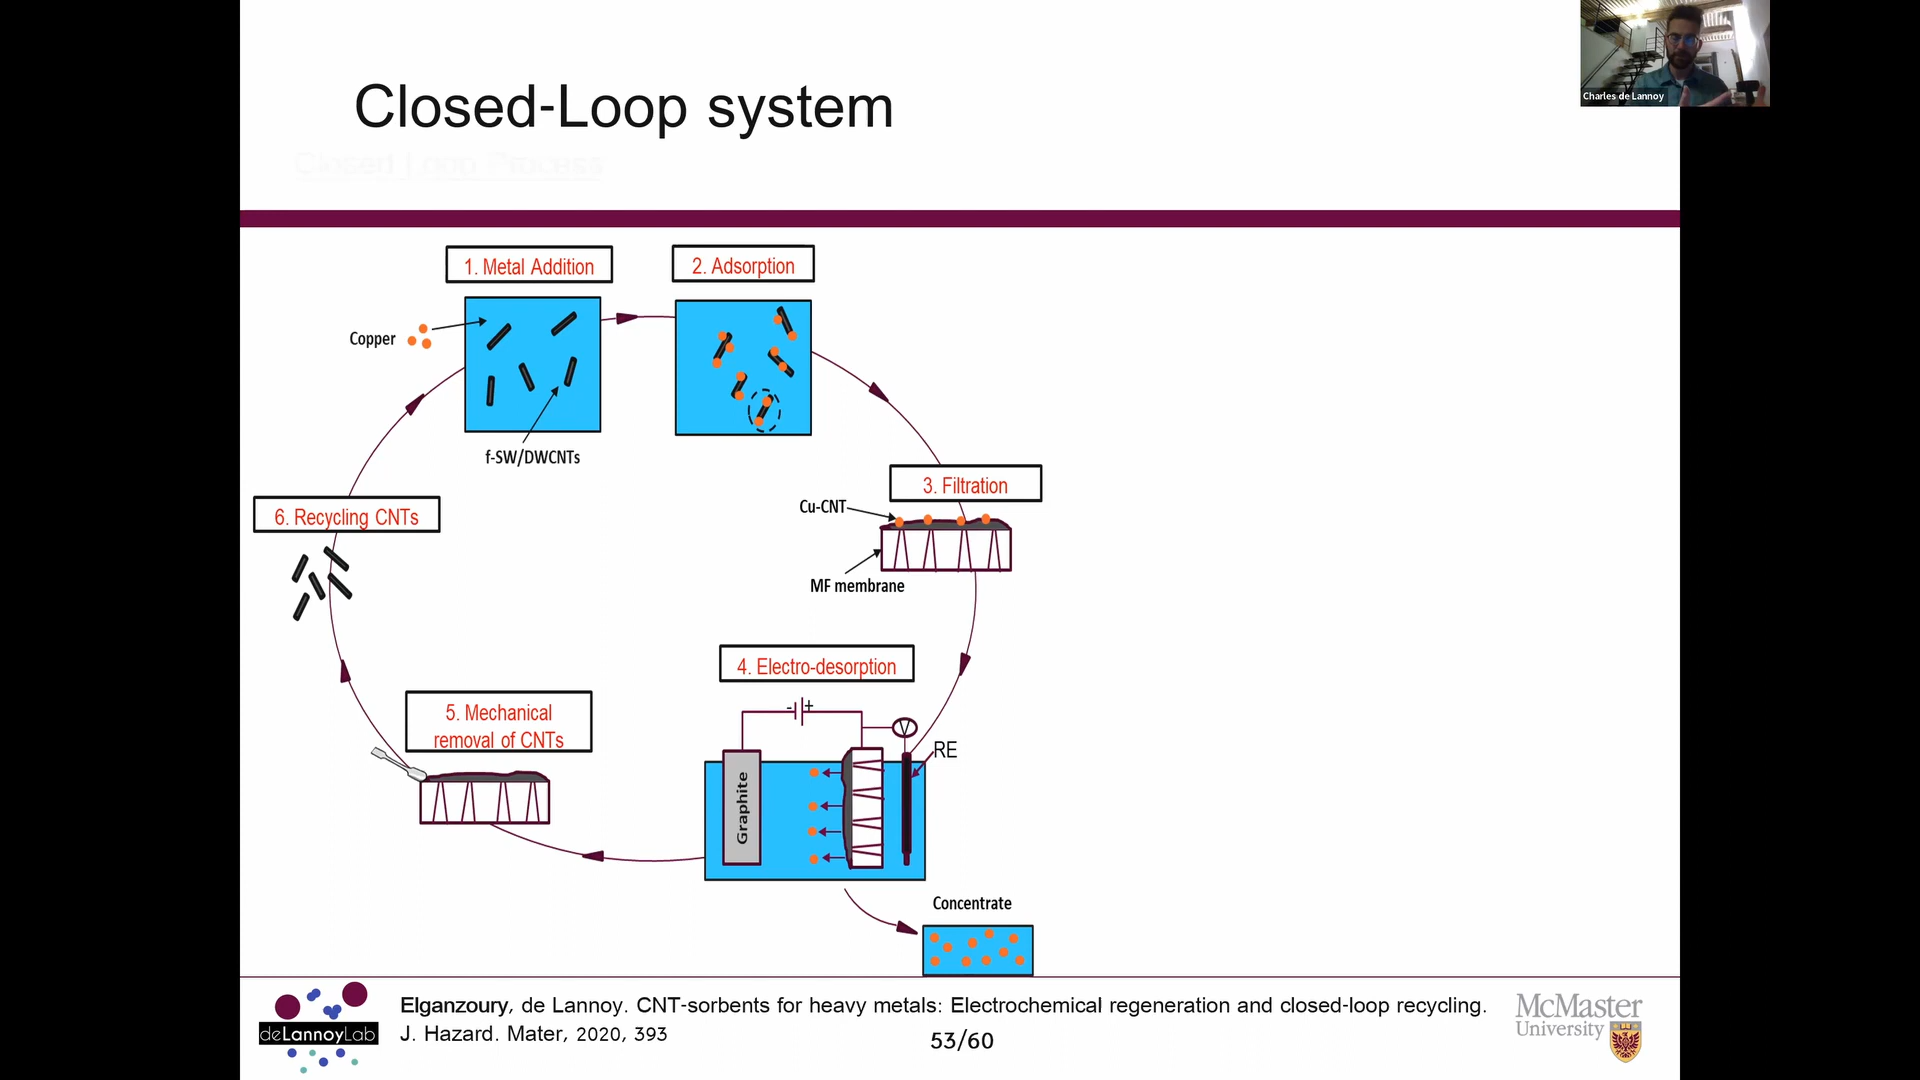 Charles de Lannoy
Closed-Loop system
Closed Loop Process
1. Metal Addition
2. Adsorption
Copper
f-SW/DWCNTs
3. Filtration
Cu-CNT
MF membrane
6. Recycling CNTs
4. Electro-desorption
- +
V
RE
Graphite
5. Mechanical
removal of CNTs
Concentrate
deLannoyLab
Elganzoury, de Lannoy. CNT-sorbents for heavy metals: Electrochemical regeneration and closed-loop recycling.
J. Hazard. Mater, 2020, 393
53/60
McMaster
University